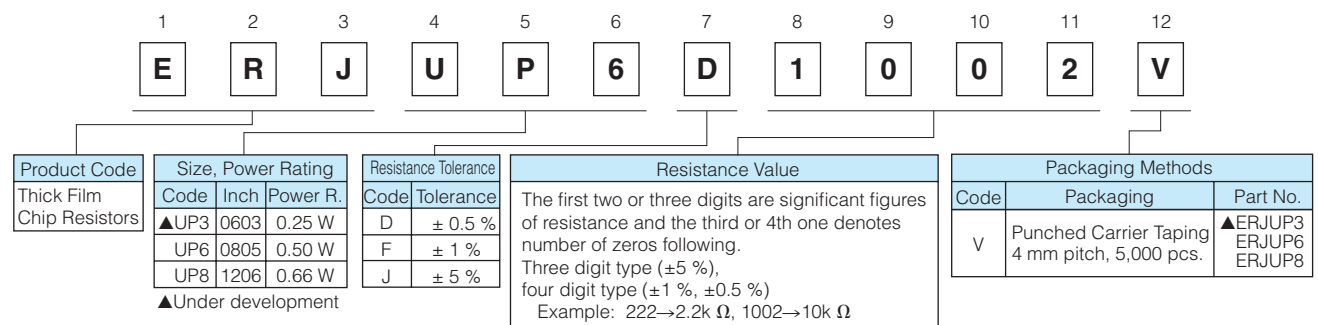 1 2 3 4 5 6 7 8 9 10 11 12
E R J U P 6 D 1 0 0 2 V
Product Code
Thick Film
Chip Resistors
Size, Power Rating
Code Inch Power R.
▲UP3 0603 0.25 W
UP6 0805 0.50 W
UP8 1206 0.66 W
▲Under development
Resistance Tolerance
Code Tolerance
D ± 0.5 %
F ± 1 %
J ± 5 %
Resistance Value
The first two or three digits are significant figures
of resistance and the third or 4th one denotes
number of zeros following.
Three digit type (±5 %),
four digit type (±1 %, ±0.5 %)
Example: 222→2.2k Ω, 1002→10k Ω
Packaging Methods
Code Packaging Part No.
V
Punched Carrier Taping
4 mm pitch, 5,000 pcs.
▲ERJUP3
ERJUP6
ERJUP8